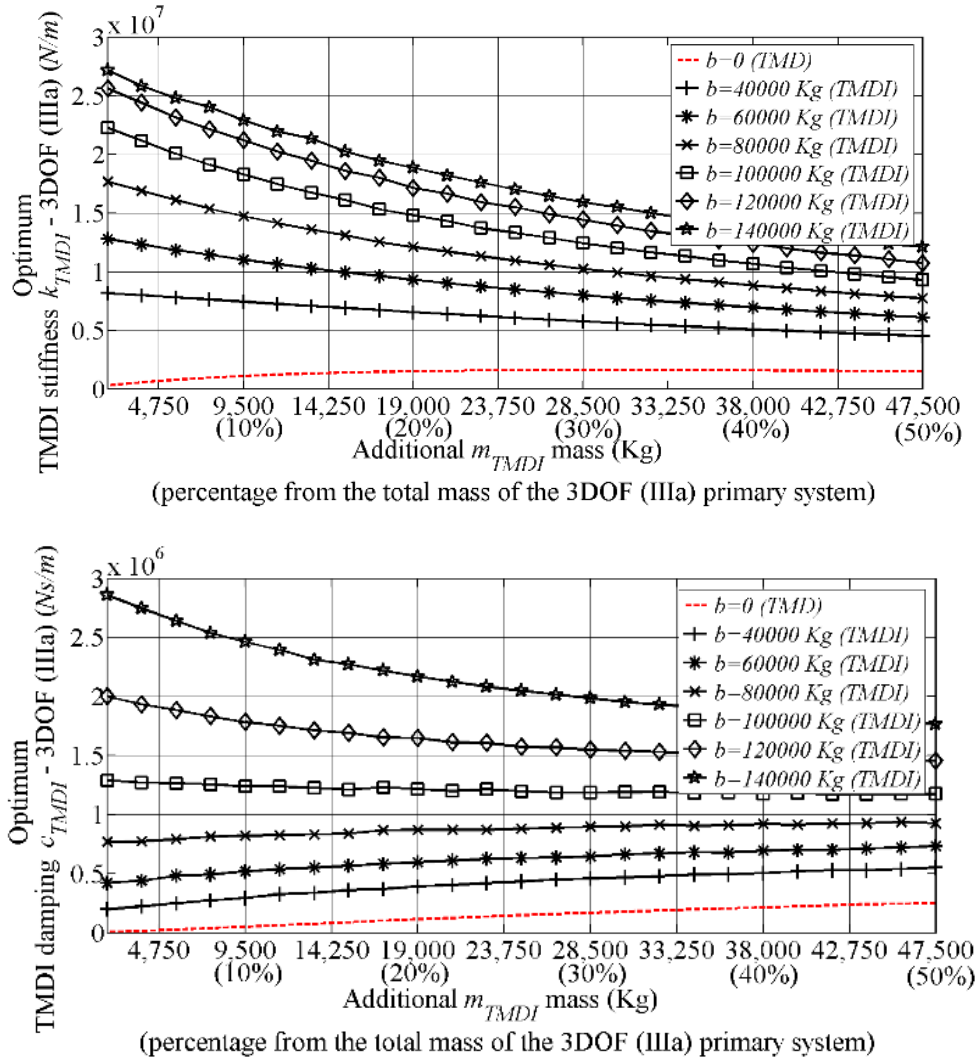 x 10^7
Optimum
TMDI stiffness k_TMDI - 3DOF (IIIa) (N/m)
3
2.5
2
1.5
1
0.5
0
b=0 (TMD)
b=40000 Kg (TMDI)
b=60000 Kg (TMDI)
b=80000 Kg (TMDI)
b=100000 Kg (TMDI)
b=120000 Kg (TMDI)
b=140000 Kg (TMDI)
4,750 9,500 14,250 19,000 23,750 28,500 33,250 38,000 42,750 47,500
(10%) (20%) (30%) (40%) (50%)
Additional m_TMDI mass (Kg)
(percentage from the total mass of the 3DOF (IIIa) primary system)
x 10^6
Optimum
TMDI damping c_TMDI - 3DOF (IIIa) (Ns/m)
3
2.5
2
1.5
1
0.5
0
b=0 (TMD)
b=40000 Kg (TMDI)
b=60000 Kg (TMDI)
b=80000 Kg (TMDI)
b=100000 Kg (TMDI)
b=120000 Kg (TMDI)
b=140000 Kg (TMDI)
4,750 9,500 14,250 19,000 23,750 28,500 33,250 38,000 42,750 47,500
(10%) (20%) (30%) (40%) (50%)
Additional m_TMDI mass (Kg)
(percentage from the total mass of the 3DOF (IIIa) primary system)